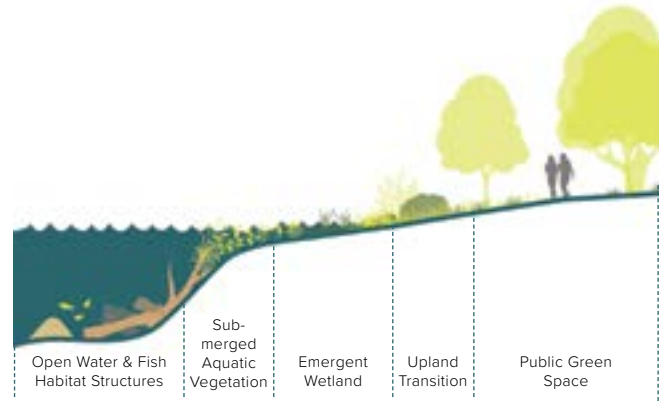 Open Water & Fish
Habitat Structures
Sub-
merged
Aquatic
Vegetation
Emergent
Wetland
Upland
Transition
Public Green
Space